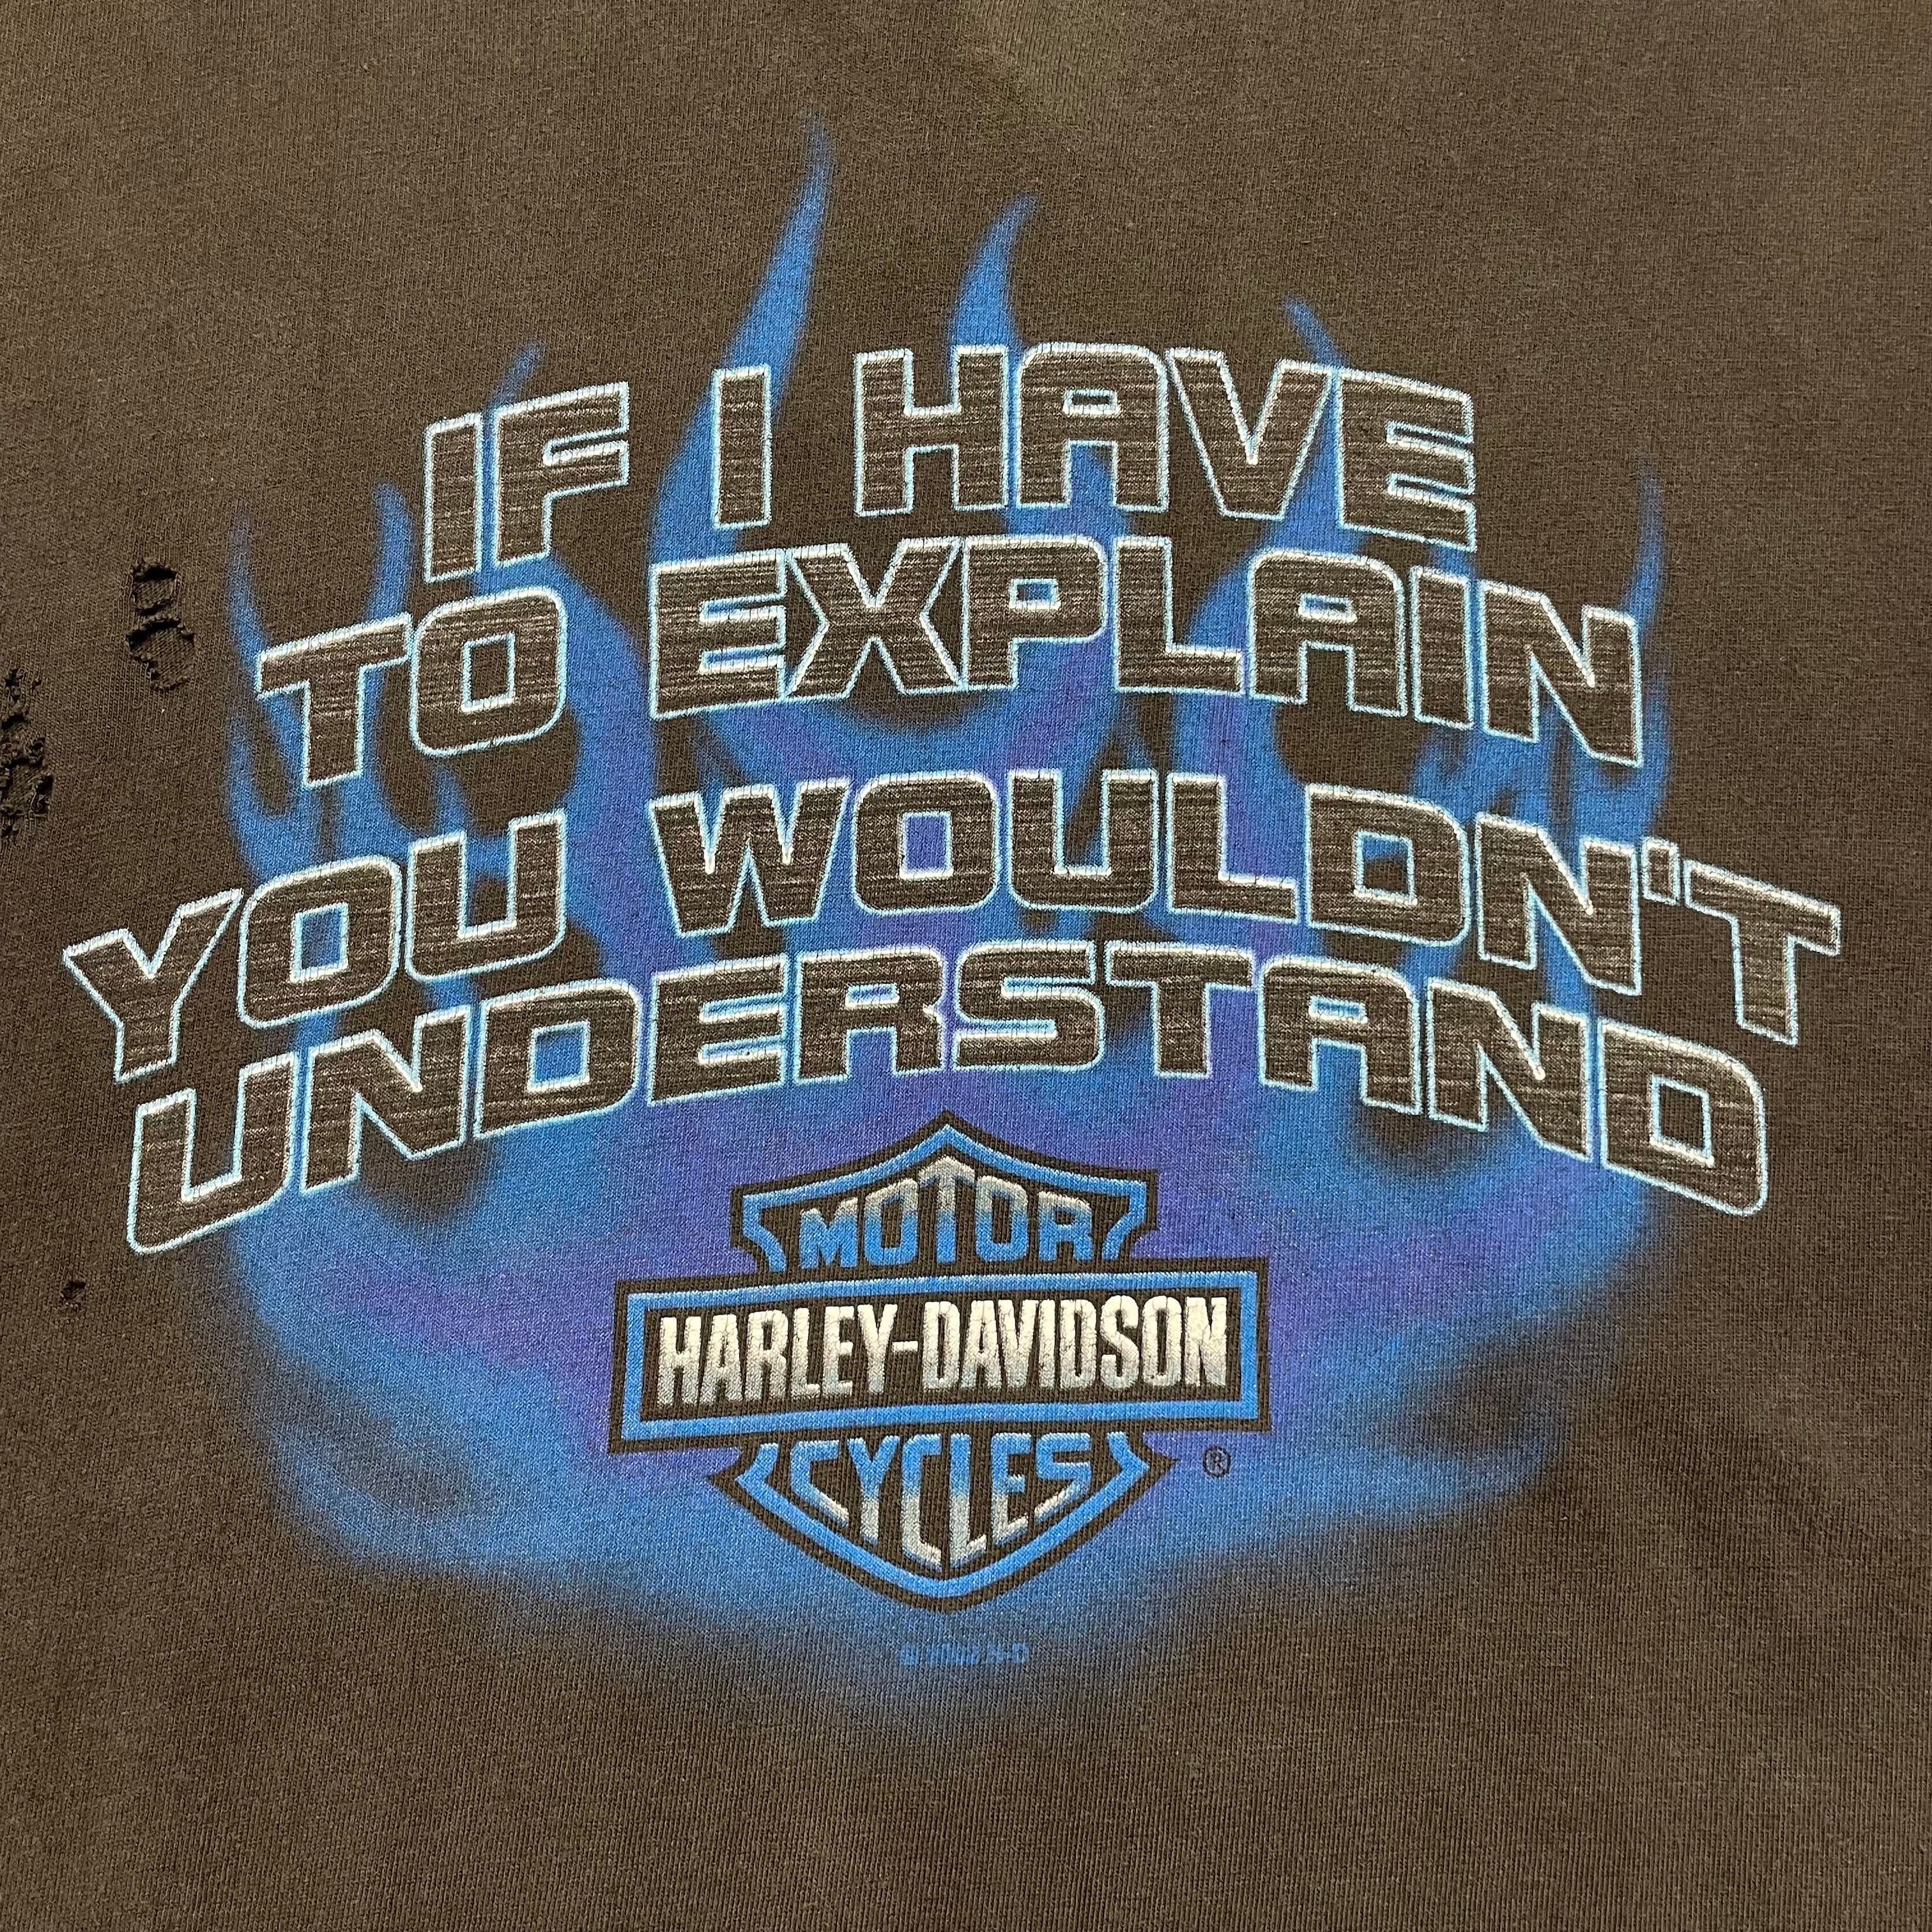 IF I HAVE
TO EXPLAIN
YOU WOULDN'T
UNDERSTAND
MOTOR
HARLEY-DAVIDSON
CYCLES
®